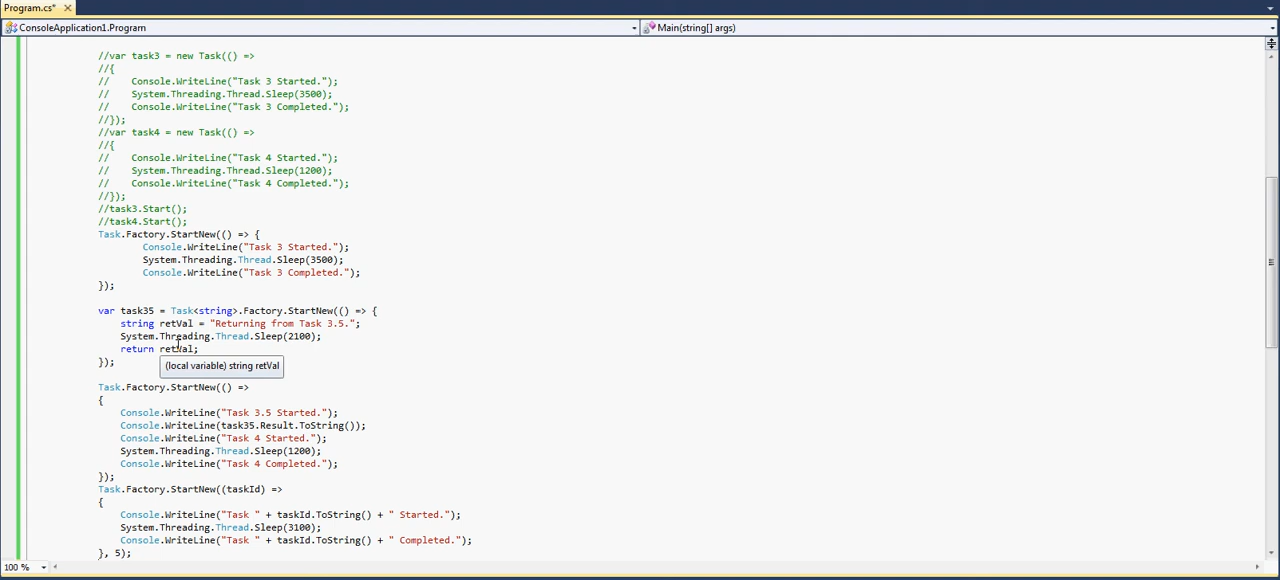 Program.cs*
ConsoleApplication1.Program
Main(string[] args)
//var task3 = new Task(() =>
//{
//    Console.WriteLine("Task 3 Started.");
//    System.Threading.Thread.Sleep(3500);
//    Console.WriteLine("Task 3 Completed.");
//});
//var task4 = new Task(() =>
//{
//    Console.WriteLine("Task 4 Started.");
//    System.Threading.Thread.Sleep(1200);
//    Console.WriteLine("Task 4 Completed.");
//});
//task3.Start();
//task4.Start();
Task.Factory.StartNew(() => {
Console.WriteLine("Task 3 Started.");
System.Threading.Thread.Sleep(3500);
Console.WriteLine("Task 3 Completed.");
});
var task35 = Task<string>.Factory.StartNew(() => {
string retVal = "Returning from Task 3.5.";
System.Threading.Thread.Sleep(2100);
return retVal;
});
(local variable) string retVal
Task.Factory.StartNew(() =>
{
Console.WriteLine("Task 3.5 Started.");
Console.WriteLine(task35.Result.ToString());
Console.WriteLine("Task 4 Started.");
System.Threading.Thread.Sleep(1200);
Console.WriteLine("Task 4 Completed.");
});
Task.Factory.StartNew((taskId) =>
{
Console.WriteLine("Task " + taskId.ToString() + " Started.");
System.Threading.Thread.Sleep(3100);
Console.WriteLine("Task " + taskId.ToString() + " Completed.");
}, 5);
100 %